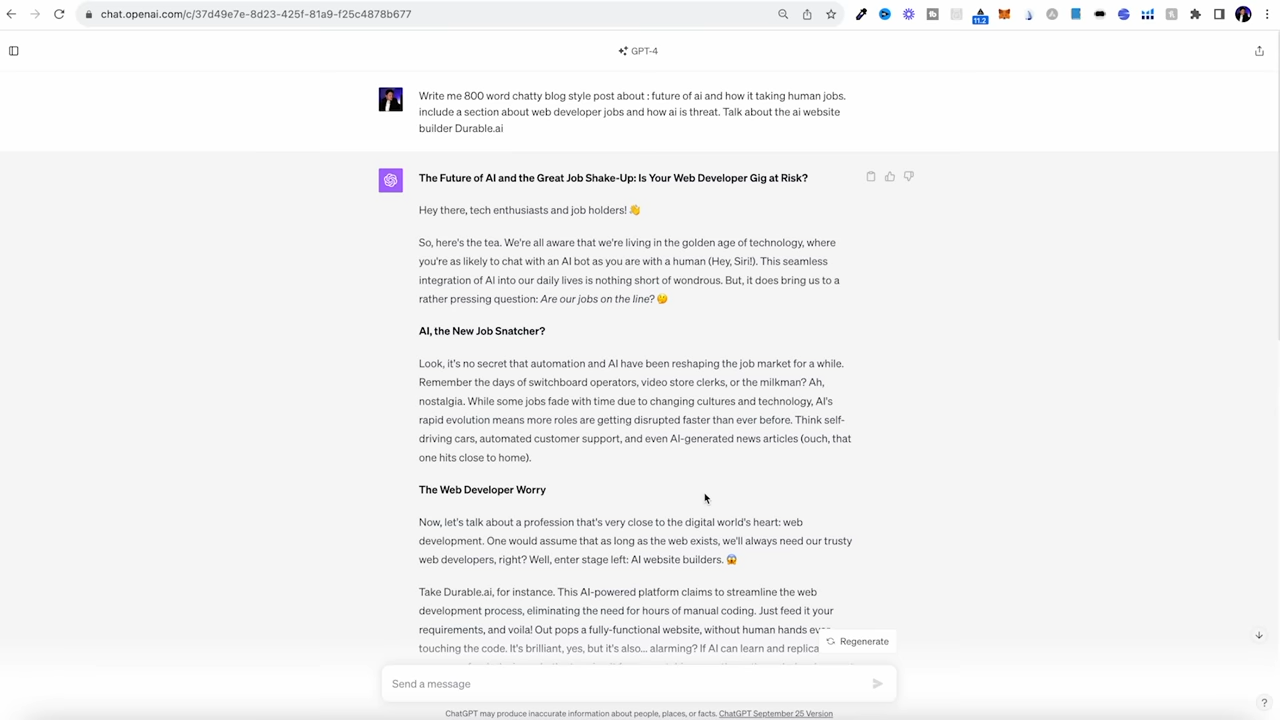 chat.openai.com/c/37d49e7e-8d23-425f-81a9-f25c4878b677
11.2
GPT-4
Write me 800 word chatty blog style post about : future of ai and how it taking human jobs.
include a section about web developer jobs and how ai is threat. Talk about the ai website
builder Durable.ai
The Future of AI and the Great Job Shake-Up: Is Your Web Developer Gig at Risk?
Hey there, tech enthusiasts and job holders! 👋
So, here's the tea. We're all aware that we're living in the golden age of technology, where
you're as likely to chat with an AI bot as you are with a human (Hey, Siri!). This seamless
integration of AI into our daily lives is nothing short of wondrous. But, it does bring us to a
rather pressing question: Are our jobs on the line? 🤔
AI, the New Job Snatcher?
Look, it's no secret that automation and AI have been reshaping the job market for a while.
Remember the days of switchboard operators, video store clerks, or the milkman? Ah,
nostalgia. While some jobs fade with time due to changing cultures and technology, AI's
rapid evolution means more roles are getting disrupted faster than ever before. Think self-
driving cars, automated customer support, and even AI-generated news articles (ouch, that
one hits close to home).
The Web Developer Worry
Now, let's talk about a profession that's very close to the digital world's heart: web
development. One would assume that as long as the web exists, we'll always need our trusty
web developers, right? Well, enter stage left: AI website builders. 😱
Take Durable.ai, for instance. This AI-powered platform claims to streamline the web
development process, eliminating the need for hours of manual coding. Just feed it your
requirements, and voila! Out pops a fully-functional website, without human hands
Regenerate
touching the code. It's brilliant, yes, but it's also... alarming? If AI can learn and
Send a message
ChatGPT may produce inaccurate information about people, places, or facts. ChatGPT September 25 Version
?